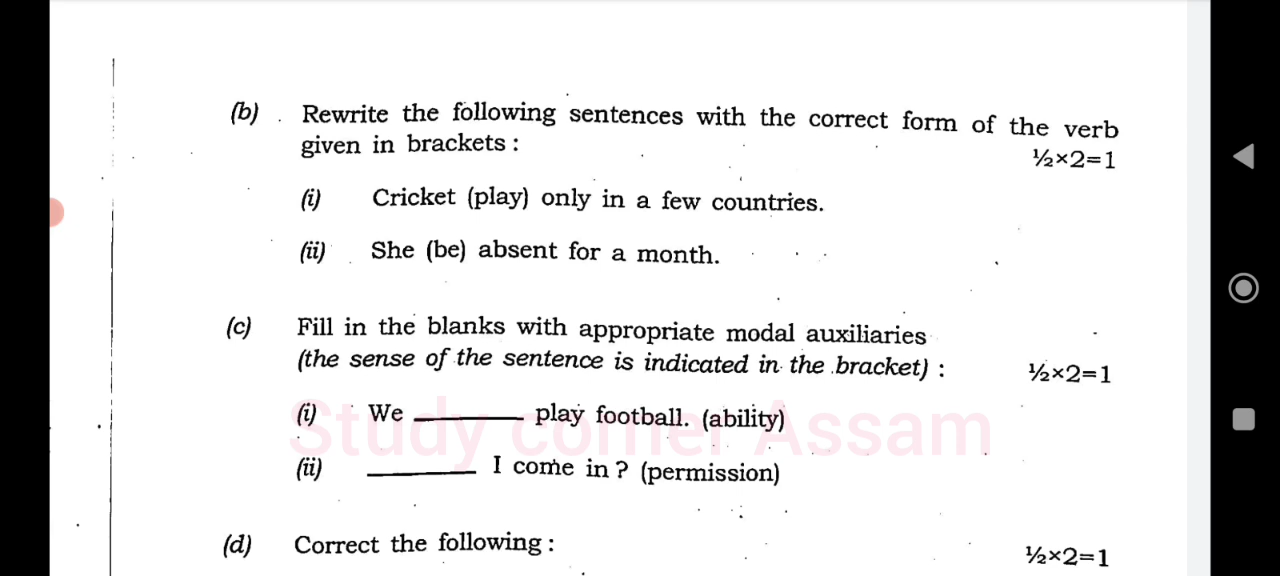 (b) Rewrite the following sentences with the correct form of the verb
given in brackets :
½×2=1
(i) Cricket (play) only in a few countries.
(ii) She (be) absent for a month.
(c) Fill in the blanks with appropriate modal auxiliaries
(the sense of the sentence is indicated in the bracket) :
½×2=1
(i) We ________ play football. (ability)
Study corner Assam
(ii) ________ I come in ? (permission)
(d) Correct the following :
½×2=1